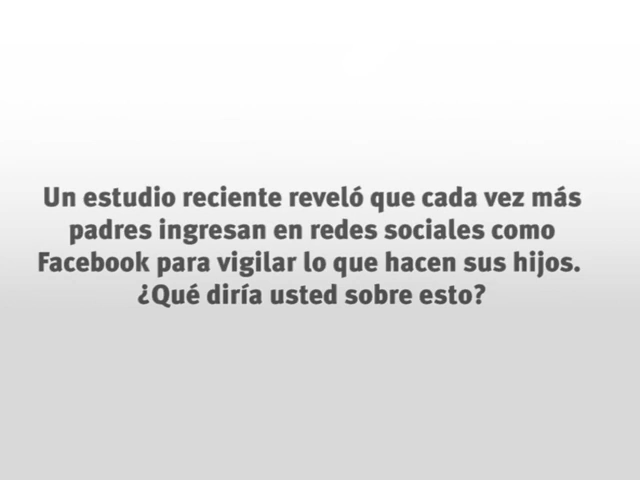 Un estudio reciente reveló que cada vez más
padres ingresan en redes sociales como
Facebook para vigilar lo que hacen sus hijos.
¿Qué diría usted sobre esto?